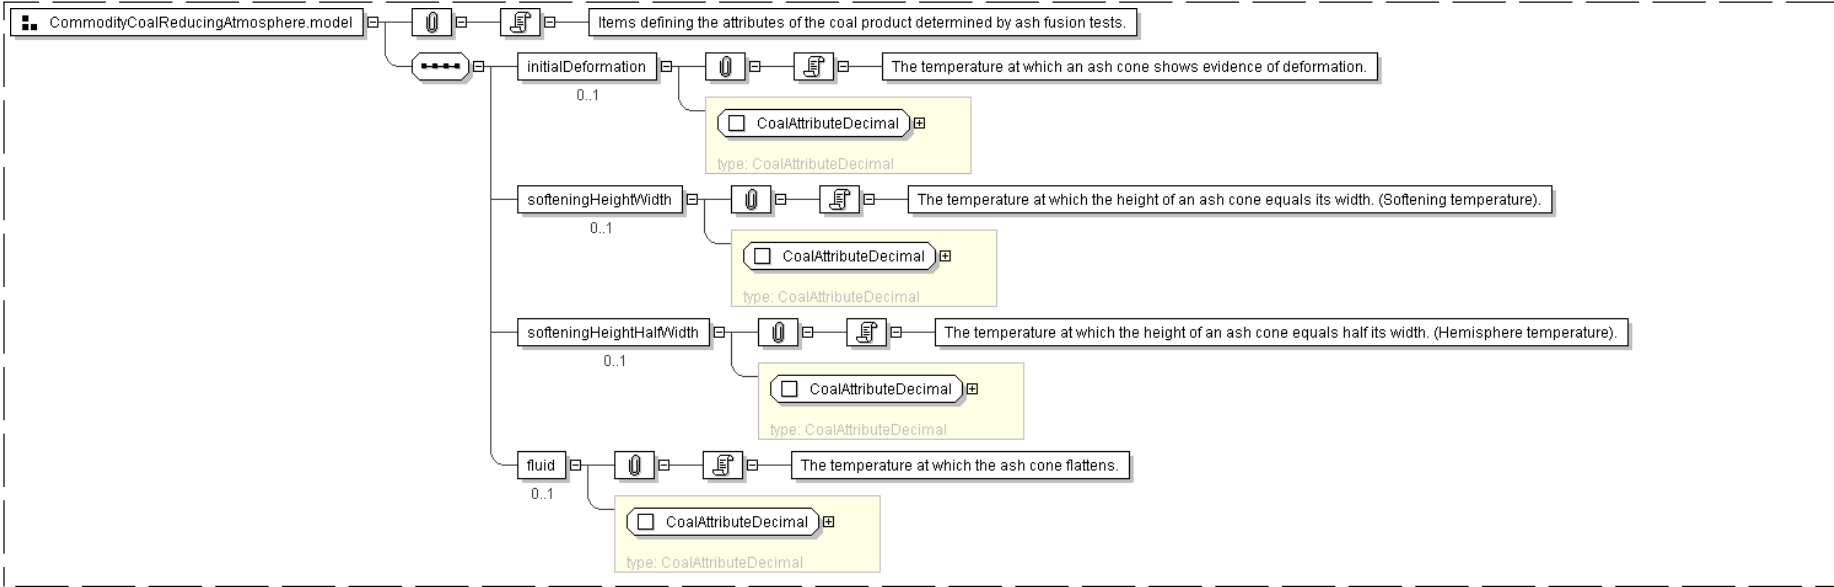 CommodityCoalReducingAtmosphere.model
Items defining the attributes of the coal product determined by ash fusion tests.
initialDeformation
The temperature at which an ash cone shows evidence of deformation.
0..1
CoalAttributeDecimal
type: CoalAttributeDecimal
softeningHeightWidth
The temperature at which the height of an ash cone equals its width. (Softening temperature).
0..1
CoalAttributeDecimal
type: CoalAttributeDecimal
softeningHeightHalfWidth
The temperature at which the height of an ash cone equals half its width. (Hemisphere temperature).
0..1
CoalAttributeDecimal
type: CoalAttributeDecimal
fluid
The temperature at which the ash cone flattens.
0..1
CoalAttributeDecimal
type: CoalAttributeDecimal